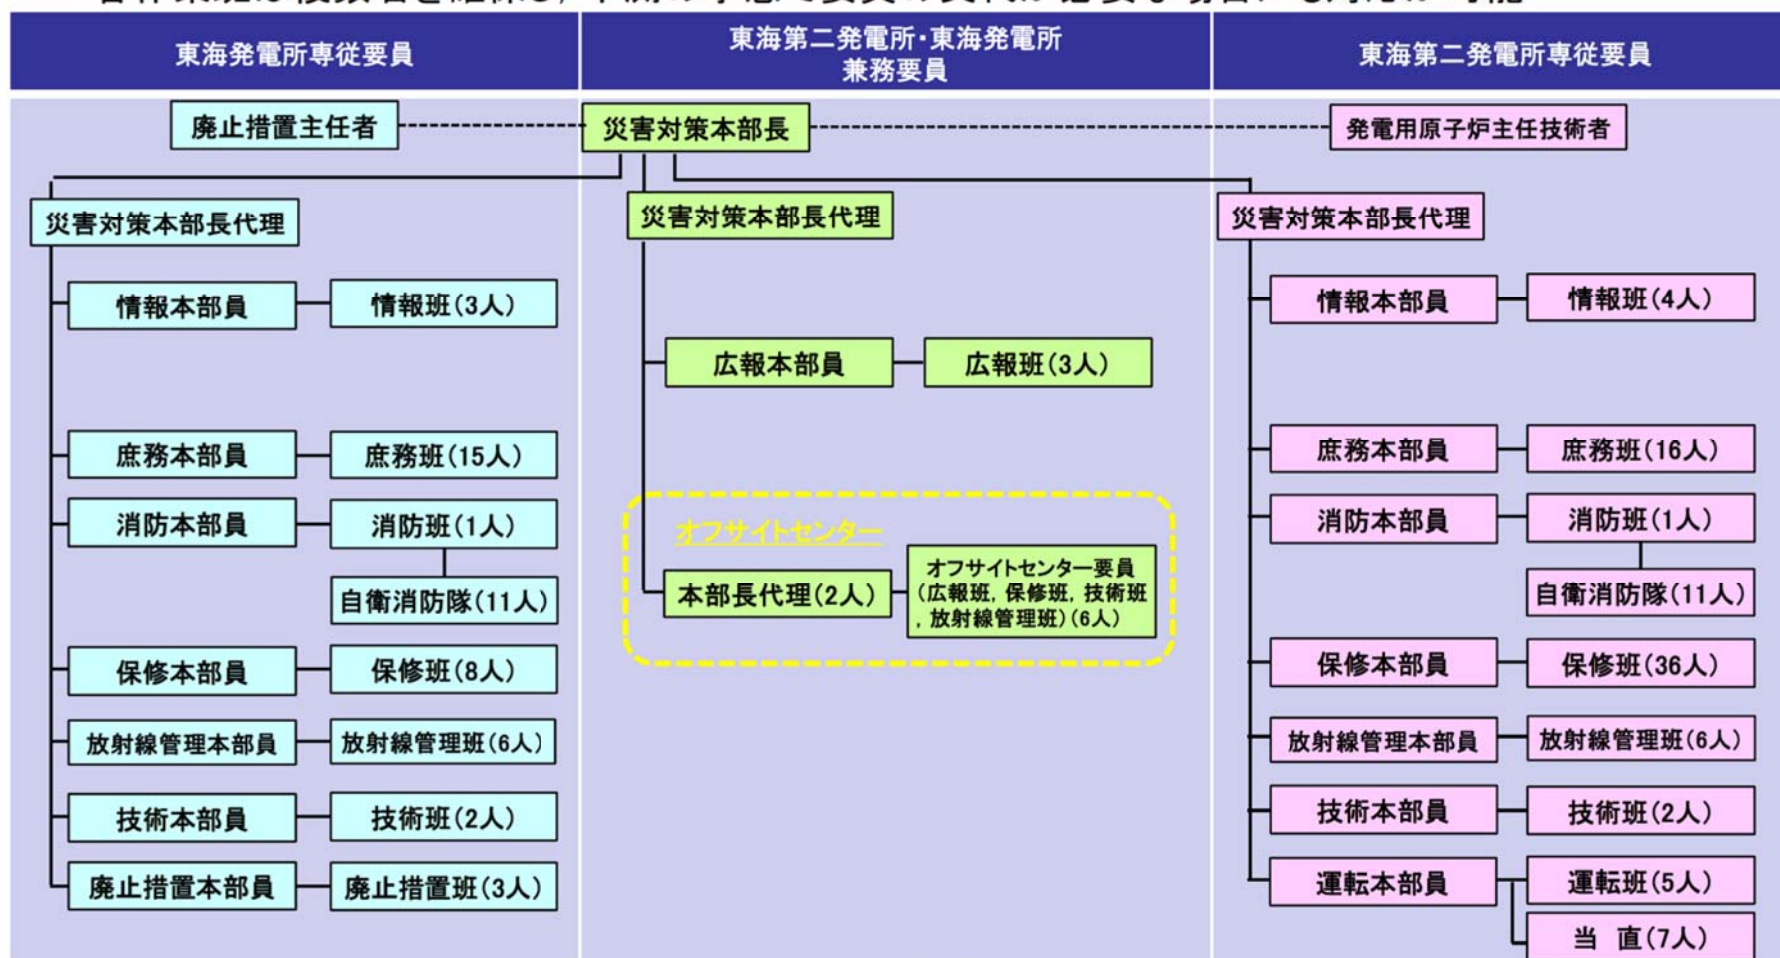 東海発電所専従要員
東海第二発電所・東海発電所
兼務要員
東海第二発電所専従要員
廃止措置主任者
災害対策本部長
発電用原子炉主任技術者
災害対策本部長代理
災害対策本部長代理
災害対策本部長代理
情報本部員
情報班(3人)
広報本部員
広報班(3人)
情報本部員
情報班(4人)
庶務本部員
庶務班(15人)
消防本部員
消防班(1人)
自衛消防隊(11人)
オフサイトセンター
本部長代理(2人)
オフサイトセンター要員
(広報班, 保修班, 技術班
, 放射線管理班)(6人)
庶務本部員
庶務班(16人)
消防本部員
消防班(1人)
自衛消防隊(11人)
保修本部員
保修班(8人)
放射線管理本部員
放射線管理班(6人)
技術本部員
技術班(2人)
廃止措置本部員
廃止措置班(3人)
保修本部員
保修班(36人)
放射線管理本部員
放射線管理班(6人)
技術本部員
技術班(2人)
運転本部員
運転班(5人)
当 直(7人)